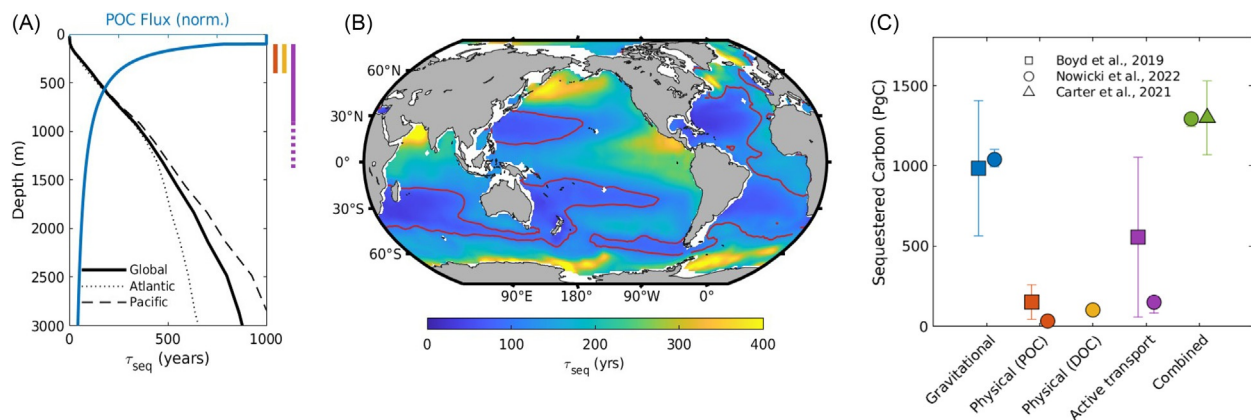 (A)
POC Flux (norm.)
0
500
1000
1500
2000
2500
3000
Depth (m)
Global
Atlantic
Pacific
0
500
1000
τseq (years)
(B)
60°N
30°N
0°
30°S
60°S
90°E
180°
90°W
0°
0
100
200
300
400
τseq (yrs)
(C)
Boyd et al., 2019
Nowicki et al., 2022
Carter et al., 2021
1500
1000
500
0
Sequestered Carbon (PgC)
Gravitational
Physical (POC)
Physical (DOC)
Active transport
Combined